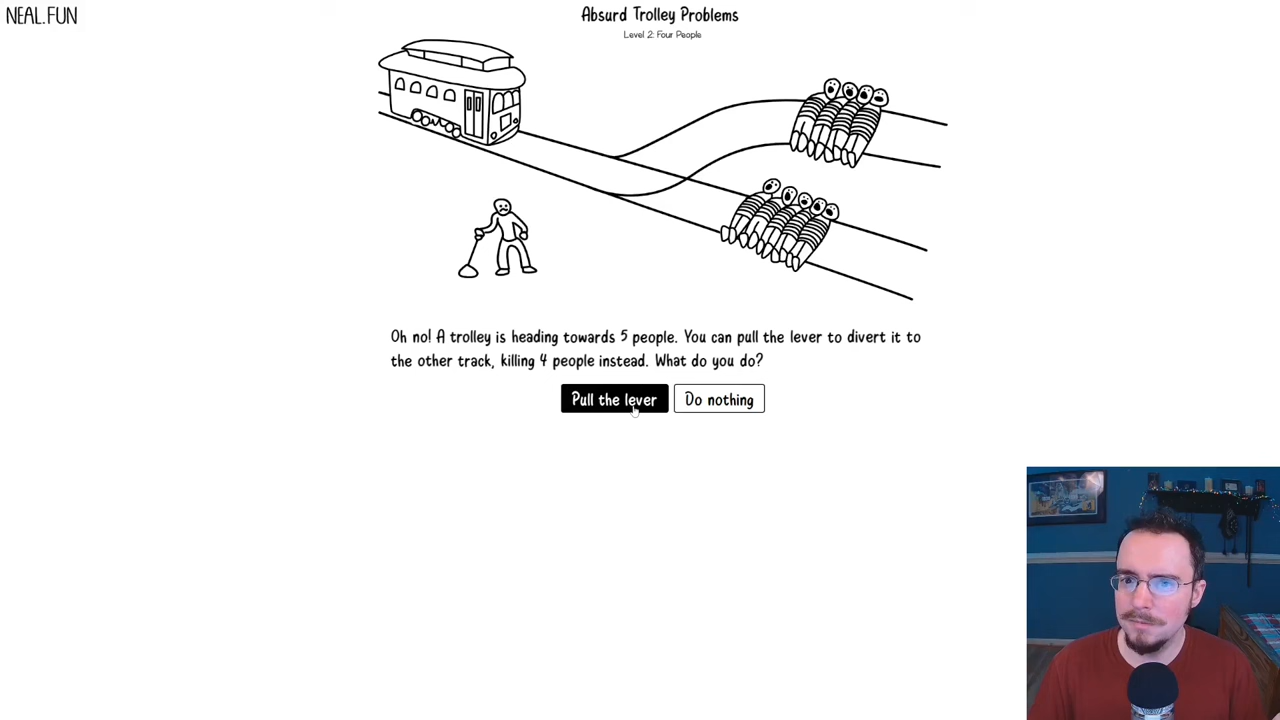 NEAL.FUN
Absurd Trolley Problems
Level 2: Four People
Oh no! A trolley is heading towards 5 people. You can pull the lever to divert it to
the other track, killing 4 people instead. What do you do?
Pull the lever
Do nothing